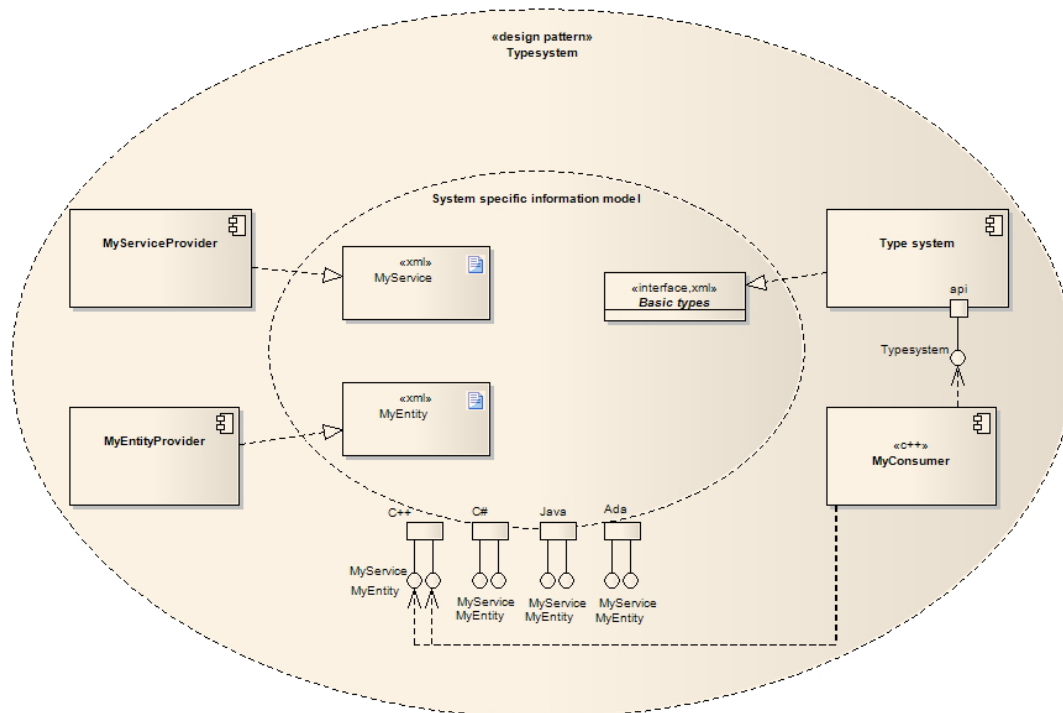 «design pattern»
Typesystem
System specific information model
MyServiceProvider
«xml»
MyService
«interface,xml»
Basic types
Type system
api
Typesystem
MyEntityProvider
«xml»
MyEntity
«c++»
MyConsumer
C++
C#
Java
Ada
MyService
MyEntity
MyService
MyEntity
MyService
MyEntity
MyService
MyEntity